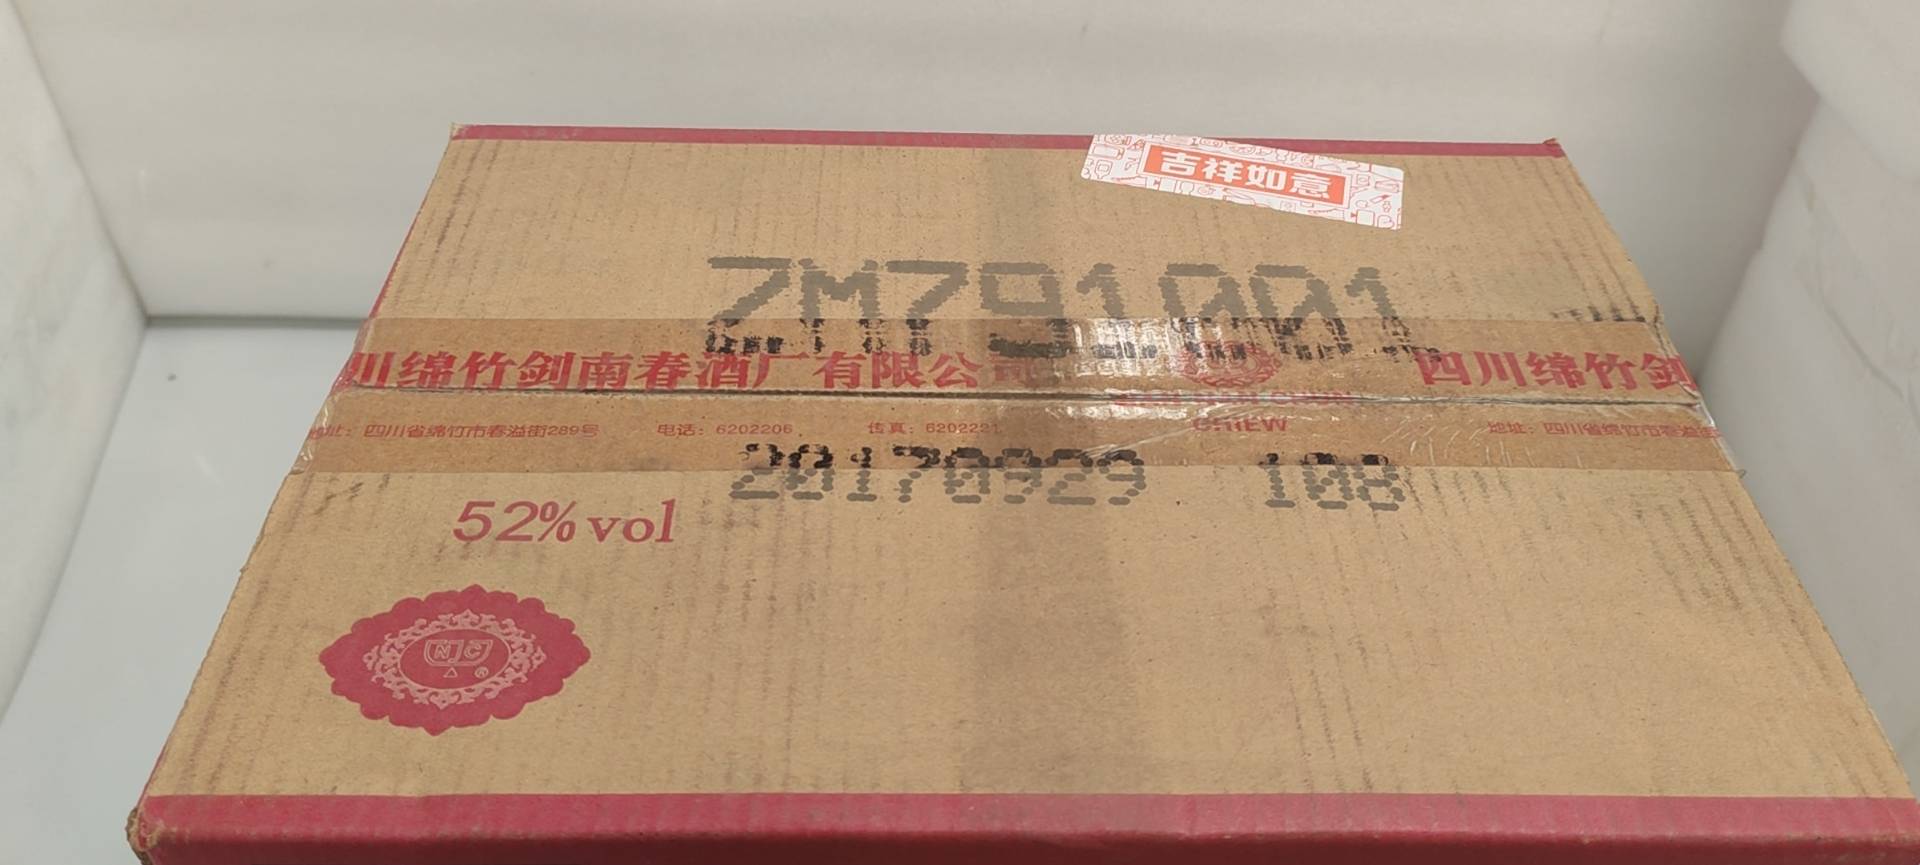 吉祥如意
ZM791001
川绵竹剑南春酒厂有限公司 四川绵竹剑
地址：四川省绵竹市春溢街289号 电话：6202206 传真：6202221 CHIEW 地址：四川省绵竹市春溢街
20170929 108
52% vol
NJC
®